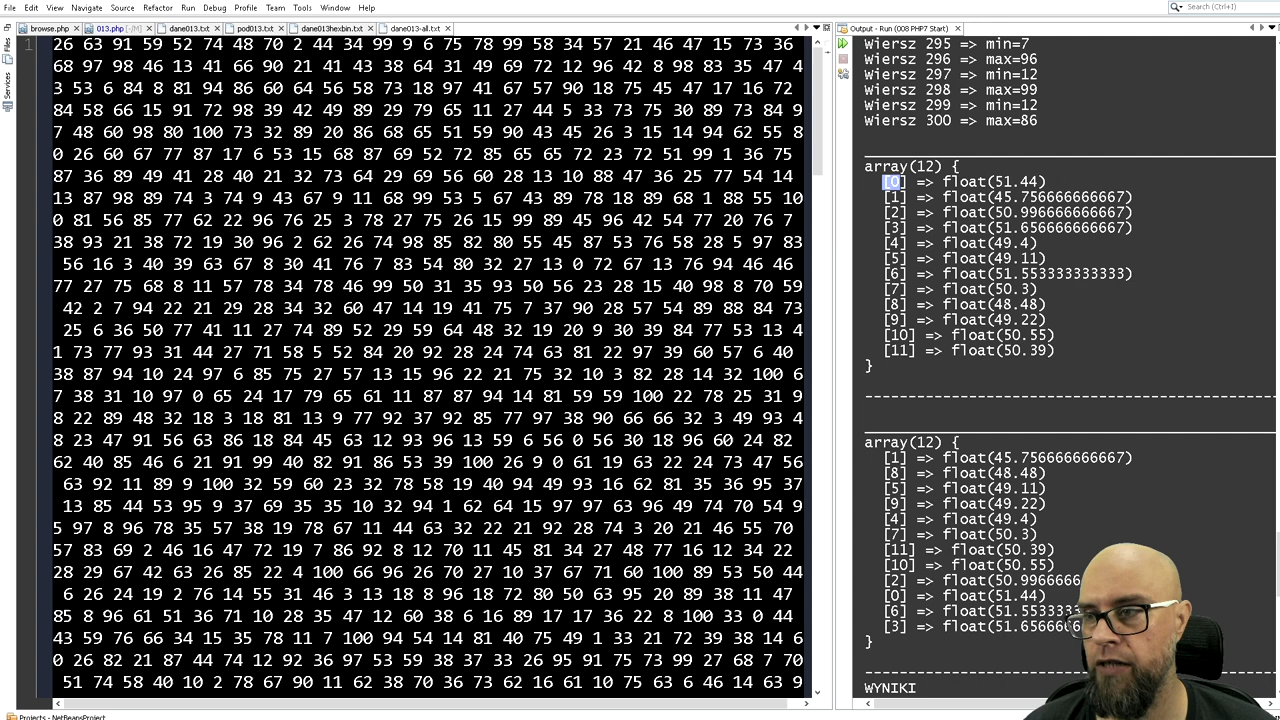 File Edit View Navigate Source Refactor Run Debug Profile Team Tools Window Help
Search (Ctrl+I)
browse.php 013.php [-/M] dane013.txt pod013.txt dane013hexbin.txt dane013-all.txt
Output - Run (008 PHP7 Start)
Files
Services
1
68 97 0 66 9 13 41 66 90 10 2 41 43 33 64 31 49 69 72 12 96 42 8 98 83 35 47 4
3 53 6 84 8 81 94 86 60 64 56 58 73 18 97 41 67 57 90 18 75 45 47 17 16 72
84 58 66 15 91 72 98 39 42 49 89 29 79 65 11 27 44 5 33 73 75 30 89 73 84 9
7 48 60 98 80 100 73 32 89 20 86 68 65 51 59 90 43 45 26 3 15 14 94 62 55 8
0 26 60 67 77 87 17 6 53 15 68 87 69 52 72 85 65 65 72 23 72 51 99 1 36 75
87 36 89 49 41 28 40 21 32 73 64 29 69 56 60 28 13 10 88 47 36 25 77 54 14
13 87 98 89 77 3 74 9 69 13 5 67 43 89 78 18 89 68 1 88 55 10
0 81 56 85 77 62 22 96 76 25 3 78 27 75 26 15 99 89 45 96 42 54 77 20 76 7
38 93 21 38 72 19 30 96 2 62 26 74 98 85 82 80 55 45 87 53 76 58 28 5 97 83
56 16 3 40 39 63 67 8 30 41 76 7 83 54 80 32 27 13 0 72 67 13 76 94 46 46
77 27 75 68 8 11 57 78 34 78 46 99 50 31 35 93 50 56 23 28 15 40 98 8 70 59
42 2 7 94 22 21 29 28 34 32 60 47 14 19 41 75 7 37 90 28 57 54 89 88 84 73
25 6 36 50 77 41 11 27 74 89 52 29 59 64 48 32 19 20 9 30 39 84 77 53 13 4
1 73 77 93 31 44 27 71 58 5 52 84 20 92 28 24 74 63 81 22 97 39 60 57 6 40
38 87 94 10 24 97 6 85 75 27 57 13 15 96 22 21 75 32 10 3 82 28 14 32 100 6
7 38 31 10 97 0 65 24 17 79 65 61 11 87 87 94 14 81 59 59 100 22 78 25 31 9
8 22 89 48 32 18 3 18 81 13 9 77 92 37 92 85 77 97 38 90 66 66 32 3 49 93 4
8 23 47 91 56 63 86 18 84 45 63 12 93 96 13 59 6 56 0 56 30 18 96 60 24 82
62 40 85 46 6 21 91 99 40 82 91 86 53 39 100 26 9 0 61 19 63 22 24 73 47 56
63 92 11 89 9 100 32 59 60 23 32 78 58 19 40 94 49 93 16 62 81 35 36 95 37
13 85 44 53 95 9 37 69 35 35 10 32 94 1 62 64 15 97 97 63 96 49 74 70 54 9
5 97 8 96 78 35 57 38 19 78 67 11 44 63 32 22 21 92 28 74 3 20 21 46 55 70
57 83 69 2 46 16 47 72 19 7 86 92 8 12 70 11 45 81 34 27 48 77 16 12 34 22
28 29 67 42 63 26 85 22 4 100 66 96 26 70 27 10 37 67 71 60 100 89 53 50 44
6 26 24 19 2 76 14 55 31 46 3 13 18 8 96 18 72 80 50 63 95 20 89 38 11 47
85 8 96 61 51 36 71 10 28 35 47 12 60 38 6 16 89 17 17 36 22 8 100 33 0 44
43 59 76 66 34 15 35 78 11 7 100 94 54 14 81 40 75 49 1 33 21 72 39 38 14 6
0 26 82 21 87 44 74 12 92 36 97 53 59 38 37 33 26 95 91 75 73 99 27 68 7 70
51 74 58 40 10 2 78 67 90 11 62 38 70 36 73 2 16 61 10 75 63 6 46 14 63 9
Wiersz 295 => min=7
Wiersz 296 => max=96
Wiersz 297 => min=12
Wiersz 298 => max=99
Wiersz 299 => min=12
Wiersz 300 => max=86
array(12) {
[0] => float(51.44)
[1] => float(45.756666666667)
[2] => float(50.996666666667)
[3] => float(51.656666666667)
[4] => float(49.4)
[5] => float(49.11)
[6] => float(51.553333333333)
[7] => float(50.3)
[8] => float(48.48)
[9] => float(49.22)
[10] => float(50.55)
[11] => float(50.39)
}
array(12) {
[1] => float(45.756666666667)
[8] => float(48.48)
[5] => float(49.11)
[9] => float(49.22)
[4] => float(49.4)
[7] => float(50.3)
[11] => float(50.39)
[10] => float(50.55)
[2] => float(50.9966666
[0] => float(51.44)
[6] => float(51.5533333
[3] => float(51.656666
}
WYNIKI
Projects - NetBeansProject